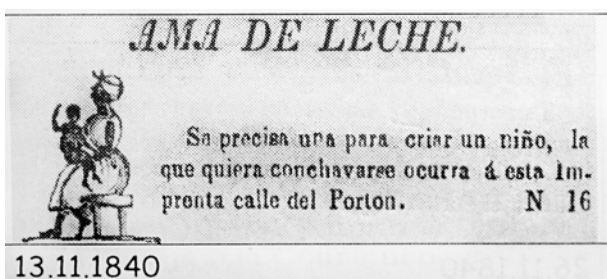 AMA DE LECHE.
Se precisa una para criar un niño, la
que quiera conchavarse ocurra á esta Im-
prenta calle del Porton. N 16
13.11.1840